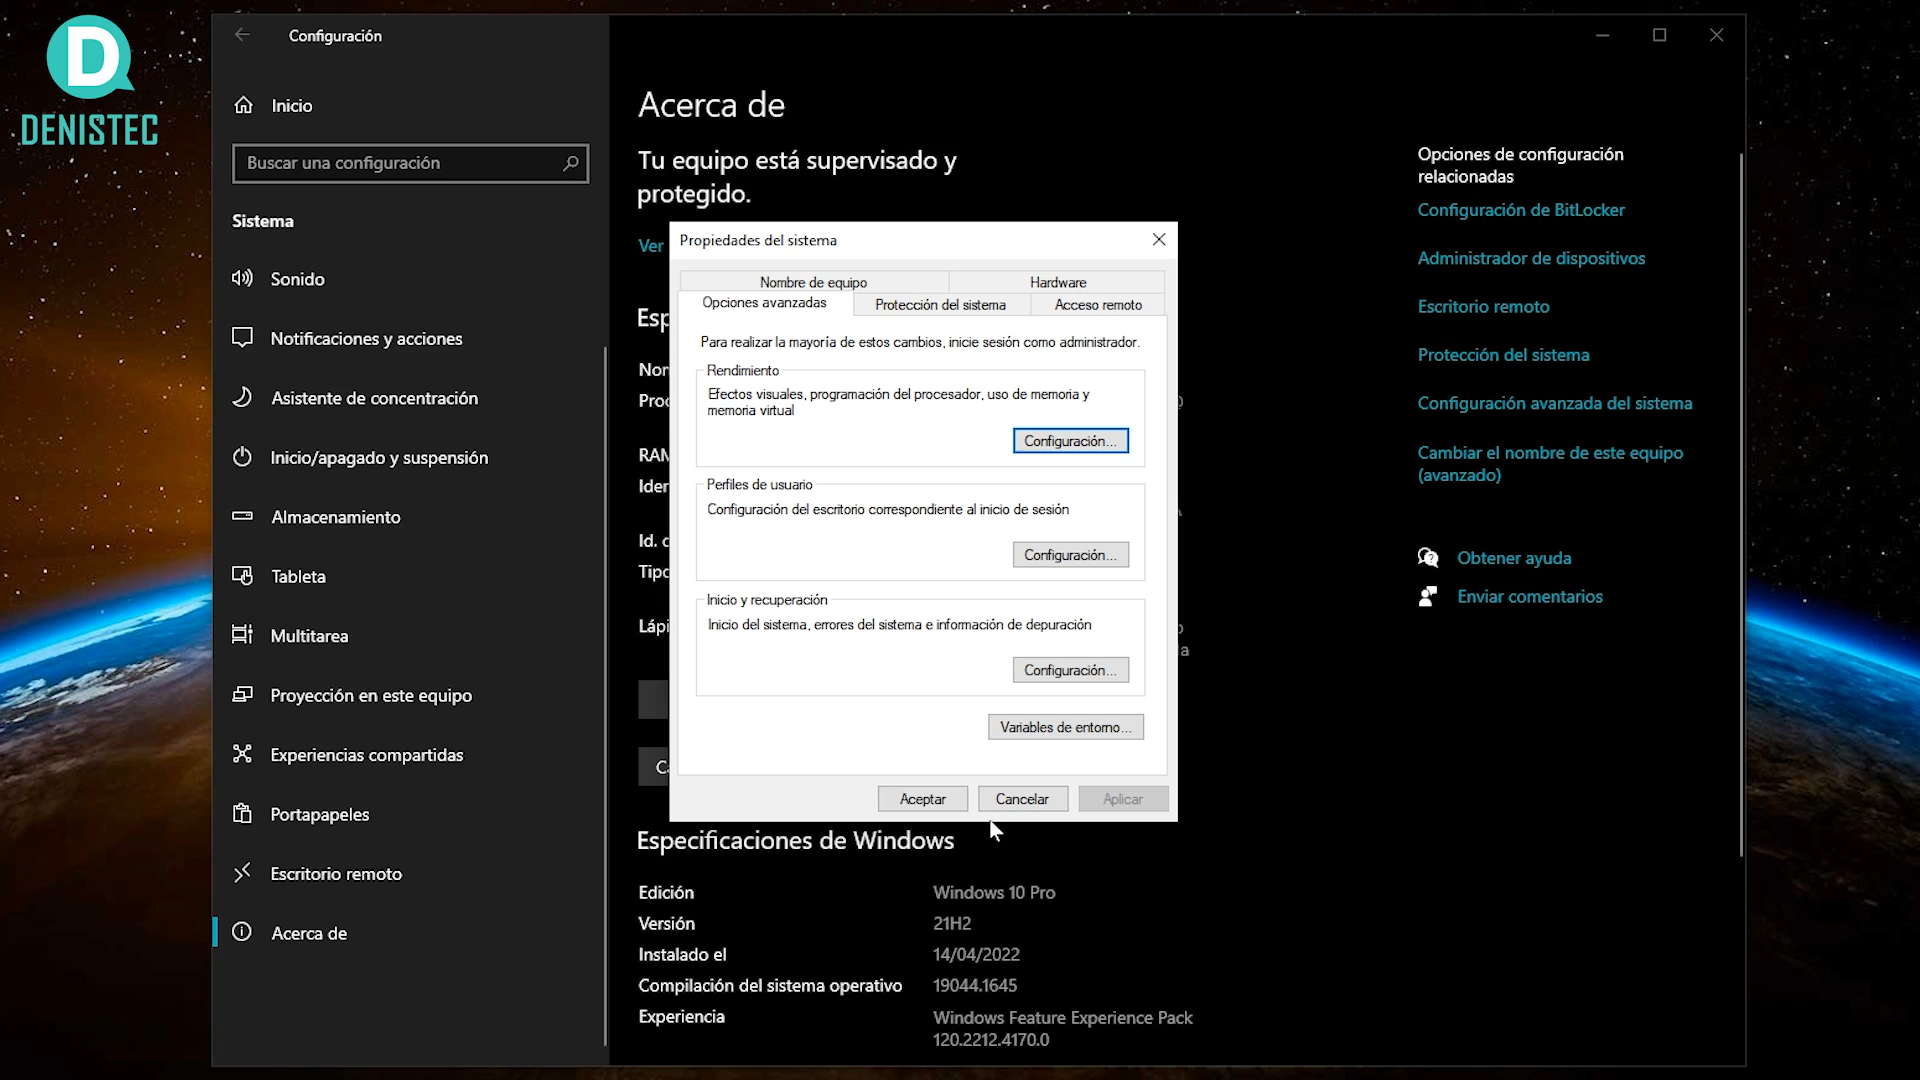 DENISTEC
Configuración
Inicio
Buscar una configuración
Sistema
Sonido
Notificaciones y acciones
Asistente de concentración
Inicio/apagado y suspensión
Almacenamiento
Tableta
Multitarea
Proyección en este equipo
Experiencias compartidas
Portapapeles
Escritorio remoto
Acerca de
Acerca de
Tu equipo está supervisado y
protegido.
Ver
Propiedades del sistema
Nombre de equipo
Hardware
Opciones avanzadas
Protección del sistema
Acceso remoto
Para realizar la mayoría de estos cambios, inicie sesión como administrador.
Rendimiento
Efectos visuales, programación del procesador, uso de memoria y
memoria virtual
Configuración...
Perfiles de usuario
Configuración del escritorio correspondiente al inicio de sesión
Configuración...
Inicio y recuperación
Inicio del sistema, errores del sistema e información de depuración
Configuración...
Variables de entorno...
Aceptar
Cancelar
Aplicar
Especificaciones de Windows
Edición
Windows 10 Pro
Versión
21H2
Instalado el
14/04/2022
Compilación del sistema operativo
19044.1645
Experiencia
Windows Feature Experience Pack
120.2212.4170.0
Opciones de configuración
relacionadas
Configuración de BitLocker
Administrador de dispositivos
Escritorio remoto
Protección del sistema
Configuración avanzada del sistema
Cambiar el nombre de este equipo
(avanzado)
Obtener ayuda
Enviar comentarios